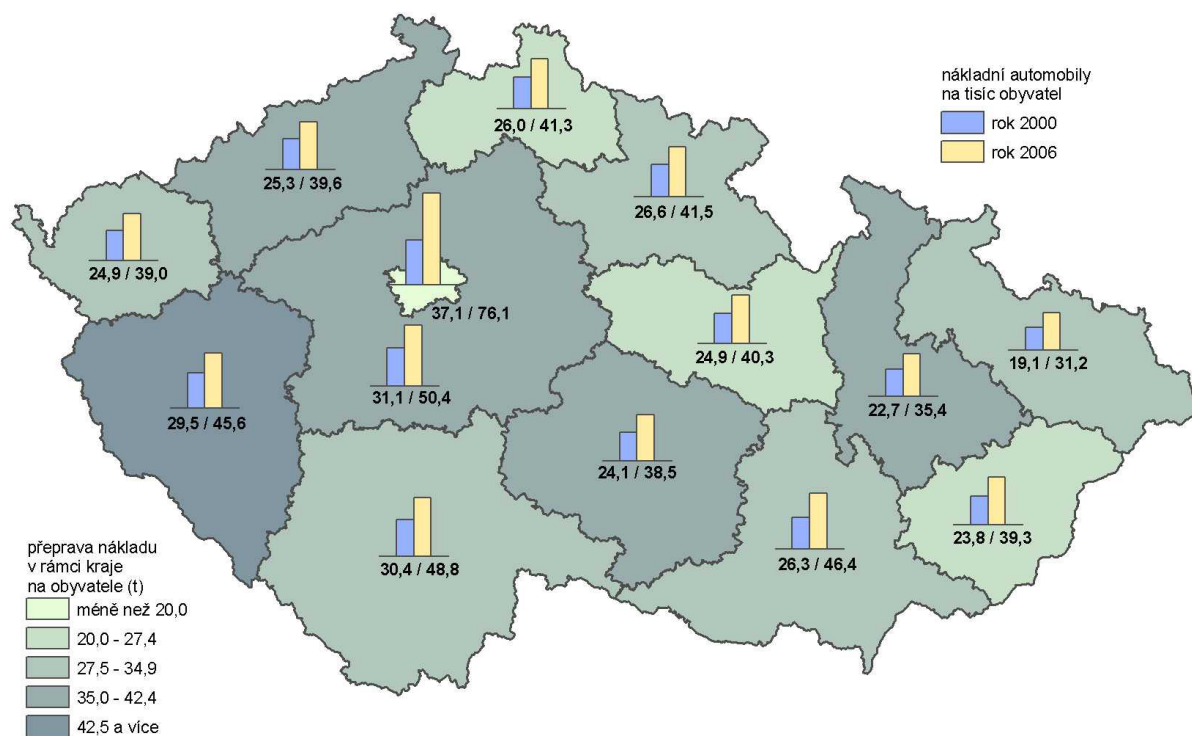 nákladní automobily
na tisíc obyvatel
rok 2000
rok 2006
26,0 / 41,3
25,3 / 39,6
26,6 / 41,5
24,9 / 39,0
37,1 / 76,1
24,9 / 40,3
19,1 / 31,2
31,1 / 50,4
22,7 / 35,4
29,5 / 45,6
24,1 / 38,5
23,8 / 39,3
26,3 / 46,4
30,4 / 48,8
přeprava nákladu
v rámci kraje
na obyvatele (t)
méně než 20,0
20,0 - 27,4
27,5 - 34,9
35,0 - 42,4
42,5 a více